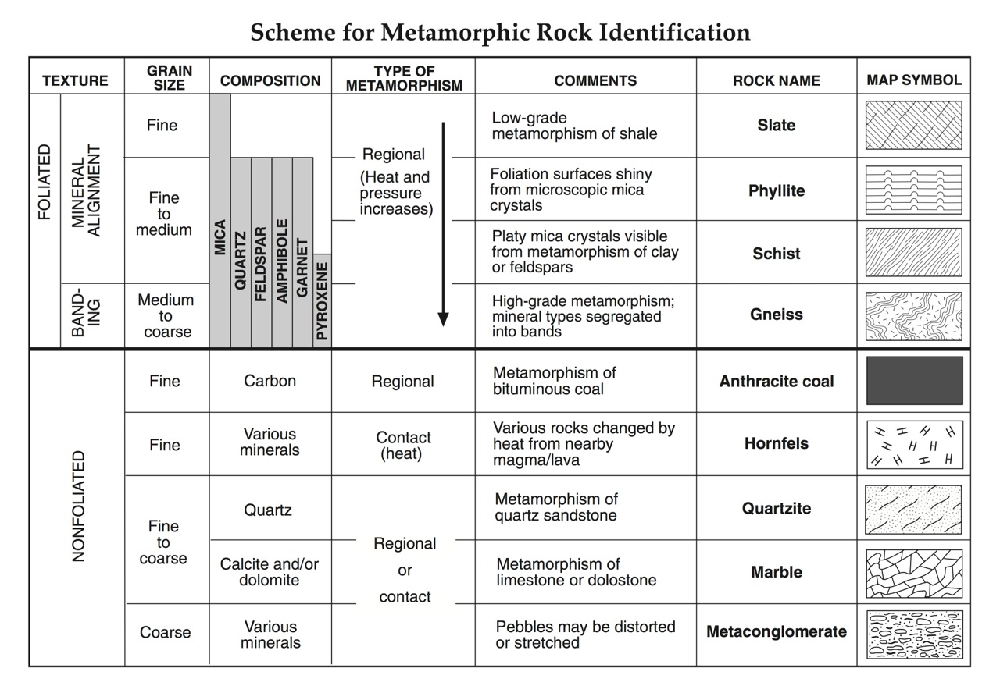 Scheme for Metamorphic Rock Identification
TEXTURE
GRAIN
SIZE
COMPOSITION
TYPE OF
METAMORPHISM
COMMENTS
ROCK NAME
MAP SYMBOL
FOLIATED
MINERAL
ALIGNMENT
BAND-
ING
Fine
Fine
to
medium
Medium
to
coarse
MICA
QUARTZ
FELDSPAR
AMPHIBOLE
GARNET
PYROXENE
Regional
(Heat and
pressure
increases)
Low-grade
metamorphism of shale
Slate
Foliation surfaces shiny
from microscopic mica
crystals
Phyllite
Platy mica crystals visible
from metamorphism of clay
or feldspars
Schist
High-grade metamorphism;
mineral types segregated
into bands
Gneiss
NONFOLIATED
Fine
Carbon
Regional
Metamorphism of
bituminous coal
Anthracite coal
Fine
Various
minerals
Contact
(heat)
Various rocks changed by
heat from nearby
magma/lava
Hornfels
Fine
to
coarse
Quartz
Regional
or
contact
Metamorphism of
quartz sandstone
Quartzite
Calcite and/or
dolomite
Metamorphism of
limestone or dolostone
Marble
Coarse
Various
minerals
Pebbles may be distorted
or stretched
Metaconglomerate